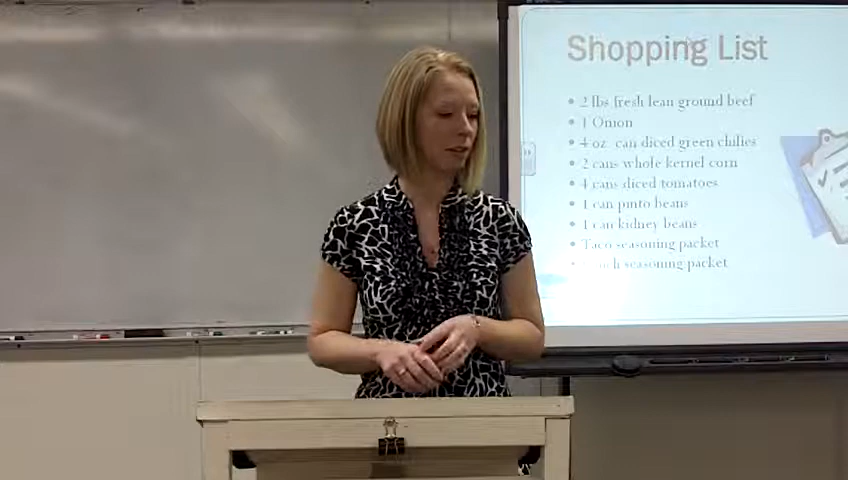 Shopping List
• 2 lbs fresh lean ground beef
• 1 Onion
• 4 oz can diced green chilies
• 2 cans whole kernel corn
• 4 cans diced tomatoes
• 1 can pinto beans
• 1 can kidney beans
• Taco seasoning packet
seasoning packet